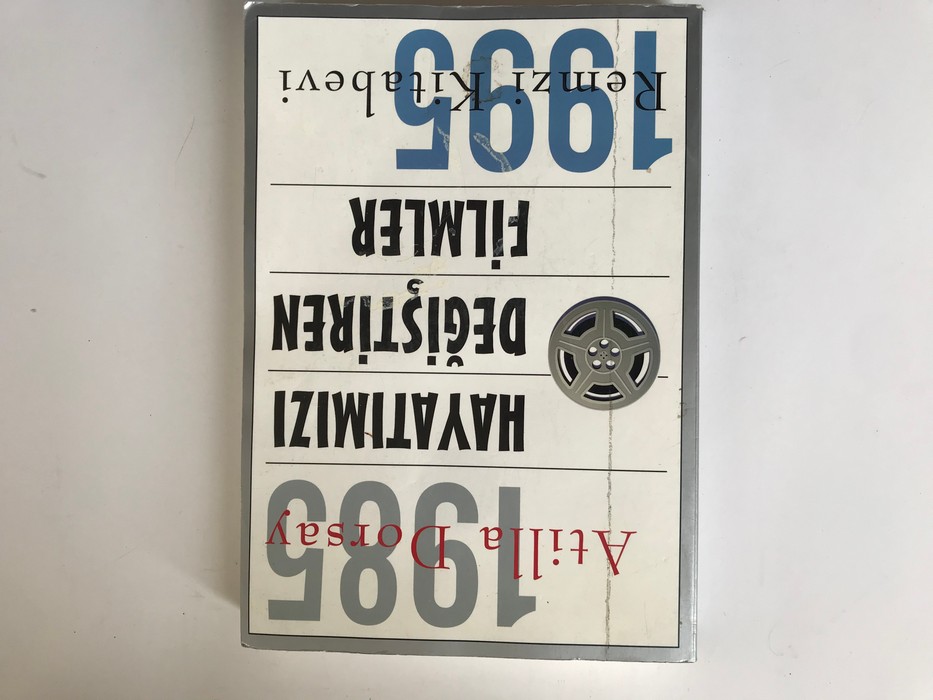 Atilla Dorsay
1985
HAYATIMIZI
DEĞİŞTİREN
FİLMLER
1995
Remzi Kitabevi